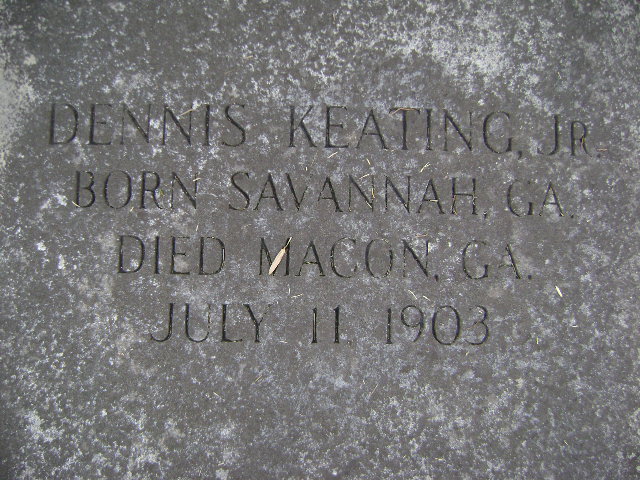 DENNIS KEATING, JR.
BORN SAVANNAH, GA.
DIED MACON, GA.
JULY 11, 1903